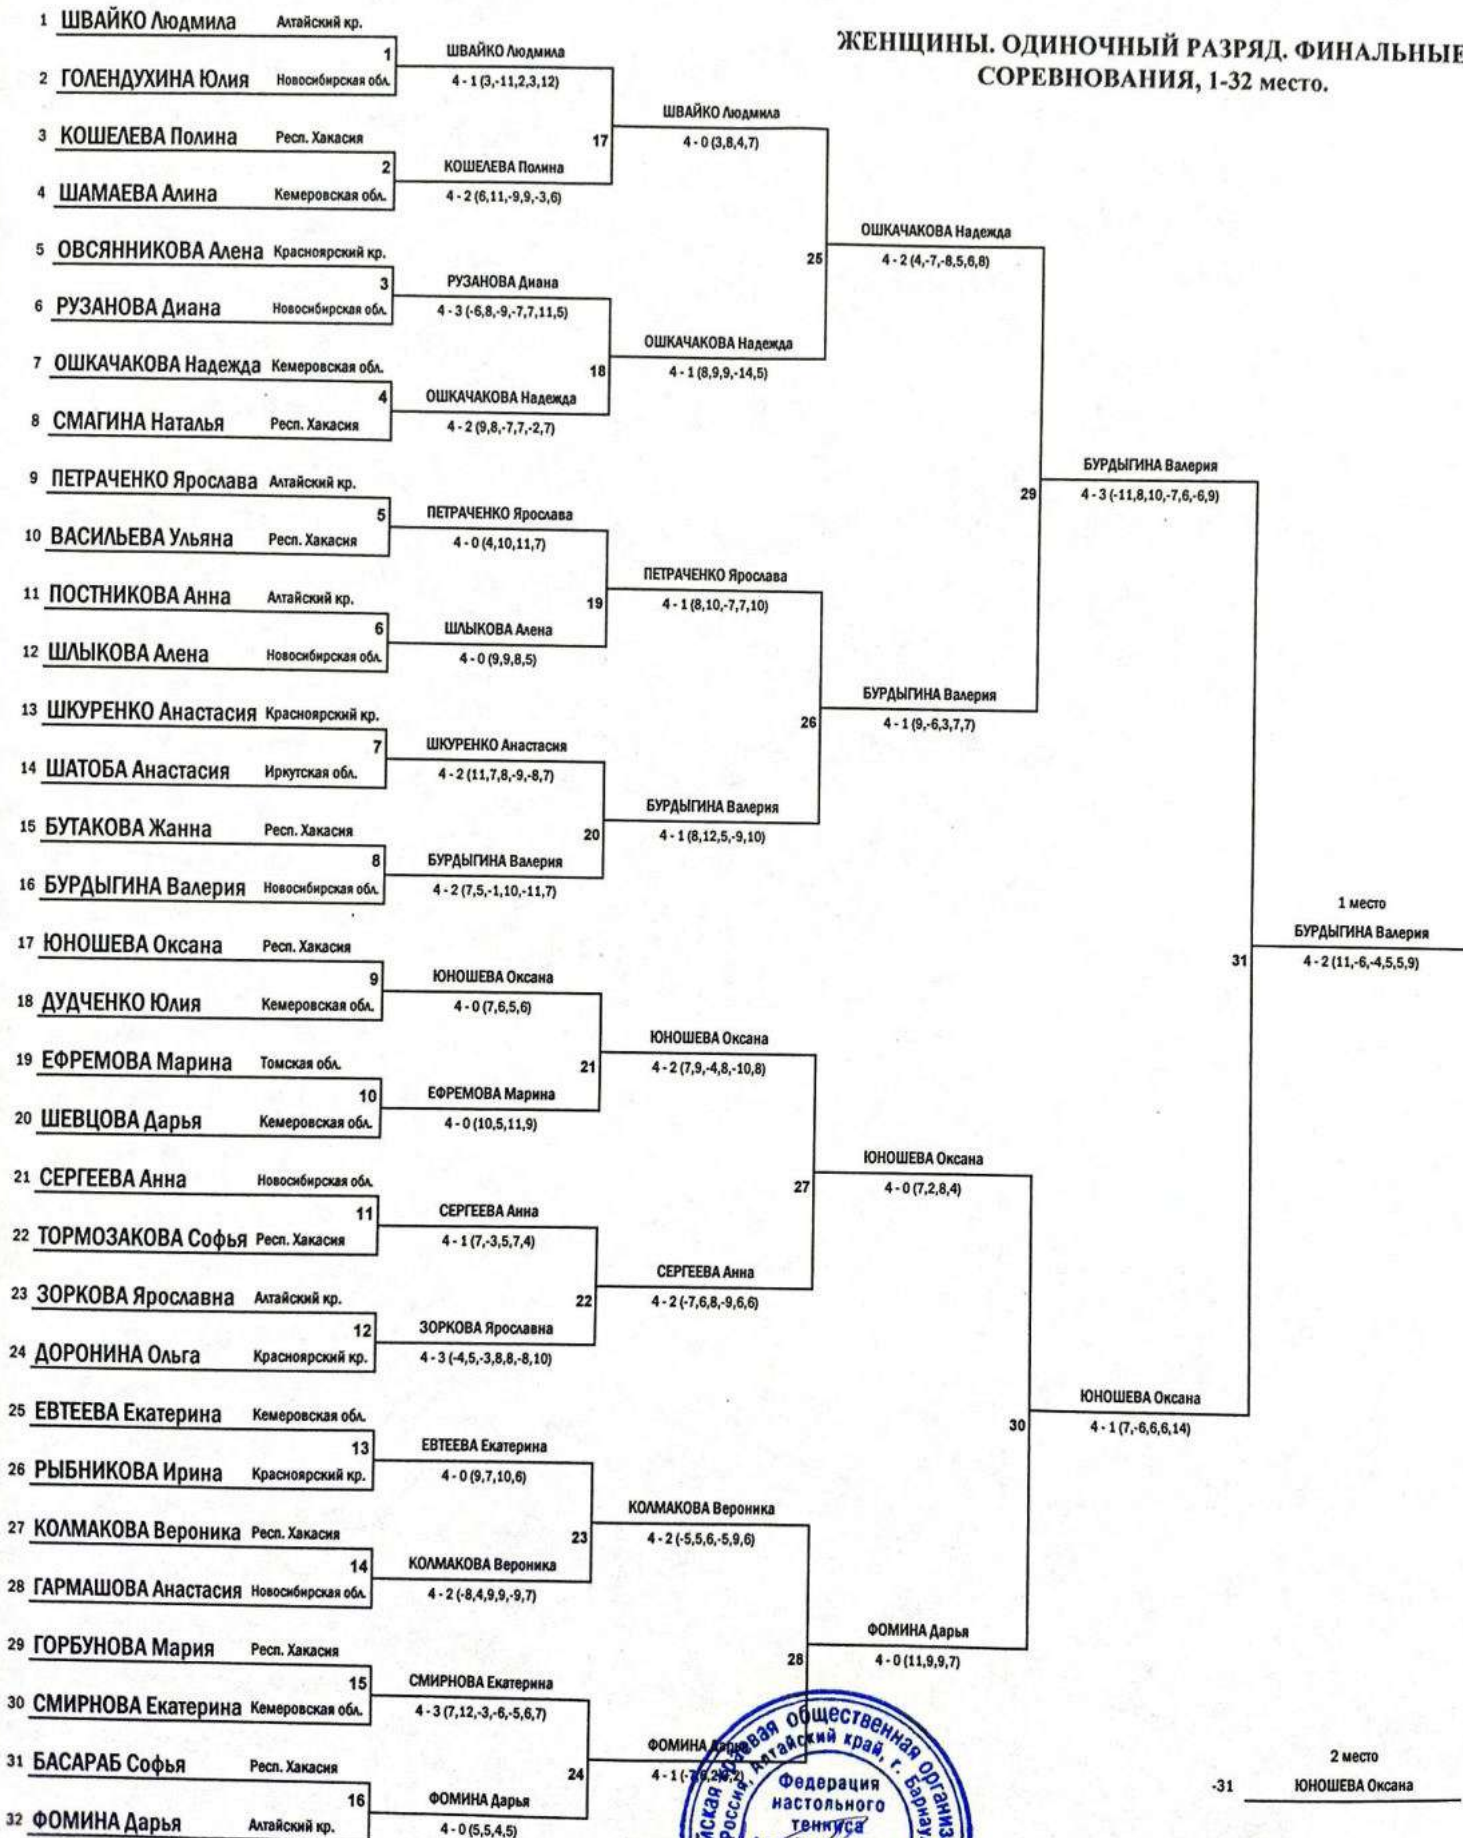 ЖЕНЩИНЫ. ОДИНОЧНЫЙ РАЗРЯД. ФИНАЛЬНЫЕ
СОРЕВНОВАНИЯ, 1-32 место.
1 ШВАЙКО Людмила Алтайский кр.
1 ШВАЙКО Людмила
2 ГОЛЕНДУХИНА Юлия Новосибирская обл.
4 - 1 (3,-11,2,3,12)
17 ШВАЙКО Людмила
4 - 0 (3,8,4,7)
3 КОШЕЛЕВА Полина Респ. Хакасия
2 КОШЕЛЕВА Полина
4 ШАМАЕВА Алина Кемеровская обл.
4 - 2 (6,11,-9,9,-3,6)
25 ОШКАЧАКОВА Надежда
4 - 2 (4,-7,-8,5,6,8)
5 ОВСЯННИКОВА Алена Красноярский кр.
3 РУЗАНОВА Диана
6 РУЗАНОВА Диана Новосибирская обл.
4 - 3 (-6,8,-9,-7,7,11,5)
18 ОШКАЧАКОВА Надежда
4 - 1 (8,9,9,-14,5)
7 ОШКАЧАКОВА Надежда Кемеровская обл.
4 ОШКАЧАКОВА Надежда
8 СМАГИНА Наталья Респ. Хакасия
4 - 2 (9,8,-7,7,-2,7)
29 БУРДЫГИНА Валерия
4 - 3 (-11,8,10,-7,6,-6,9)
9 ПЕТРАЧЕНКО Ярослава Алтайский кр.
5 ПЕТРАЧЕНКО Ярослава
10 ВАСИЛЬЕВА Ульяна Респ. Хакасия
4 - 0 (4,10,11,7)
19 ПЕТРАЧЕНКО Ярослава
4 - 1 (8,10,-7,7,10)
11 ПОСТНИКОВА Анна Алтайский кр.
6 ШЛЫКОВА Алена
12 ШЛЫКОВА Алена Новосибирская обл.
4 - 0 (9,9,8,5)
26 БУРДЫГИНА Валерия
4 - 1 (9,-6,3,7,7)
13 ШКУРЕНКО Анастасия Красноярский кр.
7 ШКУРЕНКО Анастасия
14 ШАТОБА Анастасия Иркутская обл.
4 - 2 (11,7,8,-9,-8,7)
20 БУРДЫГИНА Валерия
4 - 1 (8,12,5,-9,10)
15 БУТАКОВА Жанна Респ. Хакасия
8 БУРДЫГИНА Валерия
16 БУРДЫГИНА Валерия Новосибирская обл.
4 - 2 (7,5,-1,10,-11,7)
1 место
31 БУРДЫГИНА Валерия
4 - 2 (11,-6,-4,5,5,9)
17 ЮНОШЕВА Оксана Респ. Хакасия
9 ЮНОШЕВА Оксана
18 ДУДЧЕНКО Юлия Кемеровская обл.
4 - 0 (7,6,5,6)
21 ЮНОШЕВА Оксана
4 - 2 (7,9,-4,8,-10,8)
19 ЕФРЕМОВА Марина Томская обл.
10 ЕФРЕМОВА Марина
20 ШЕВЦОВА Дарья Кемеровская обл.
4 - 0 (10,5,11,9)
27 ЮНОШЕВА Оксана
4 - 0 (7,2,8,4)
21 СЕРГЕЕВА Анна Новосибирская обл.
11 СЕРГЕЕВА Анна
22 ТОРМОЗАКОВА Софья Респ. Хакасия
4 - 1 (7,-3,5,7,4)
22 СЕРГЕЕВА Анна
4 - 2 (-7,6,8,-9,6,6)
23 ЗОРКОВА Ярославна Алтайский кр.
12 ЗОРКОВА Ярославна
24 ДОРОНИНА Ольга Красноярский кр.
4 - 3 (-4,5,-3,8,8,-8,10)
30 ЮНОШЕВА Оксана
4 - 1 (7,-6,6,6,14)
25 ЕВТЕЕВА Екатерина Кемеровская обл.
13 ЕВТЕЕВА Екатерина
26 РЫБНИКОВА Ирина Красноярский кр.
4 - 0 (9,7,10,6)
23 КОЛМАКОВА Вероника
4 - 2 (-5,5,6,-5,9,6)
27 КОЛМАКОВА Вероника Респ. Хакасия
14 КОЛМАКОВА Вероника
28 ГАРМАШОВА Анастасия Новосибирская обл.
4 - 2 (-8,4,9,9,-9,7)
28 ФОМИНА Дарья
4 - 0 (11,9,9,7)
29 ГОРБУНОВА Мария Респ. Хакасия
15 СМИРНОВА Екатерина
30 СМИРНОВА Екатерина Кемеровская обл.
4 - 3 (7,12,-3,-6,-5,6,7)
24 ФОМИНА Дарья
4 - 1
31 БАСАРАБ Софья Респ. Хакасия
16 ФОМИНА Дарья
32 ФОМИНА Дарья Алтайский кр.
4 - 0 (5,5,4,5)
2 место
-31 ЮНОШЕВА Оксана
краевая общественная
Россия, Алтайский край, г. Барнаул
Федерация
настольного
тенниса